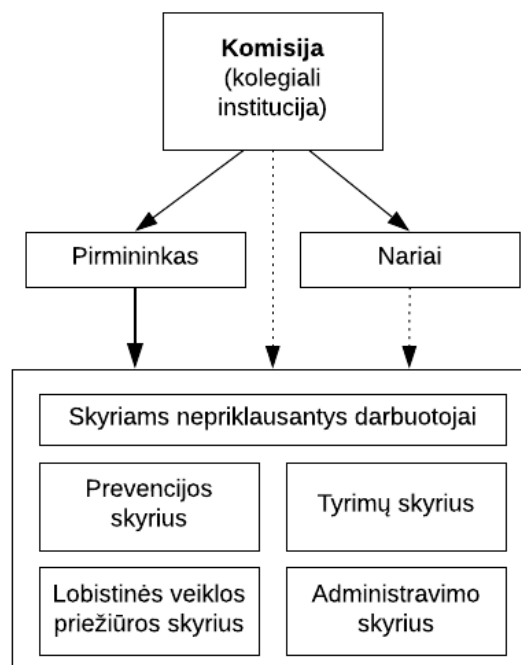 Komisija
(kolegiali
institucija)
Pirmininkas
Nariai
Skyriams nepriklausantys darbuotojai
Prevencijos
skyrius
Tyrimų skyrius
Lobistinės veiklos
priežiūros skyrius
Administravimo
skyrius